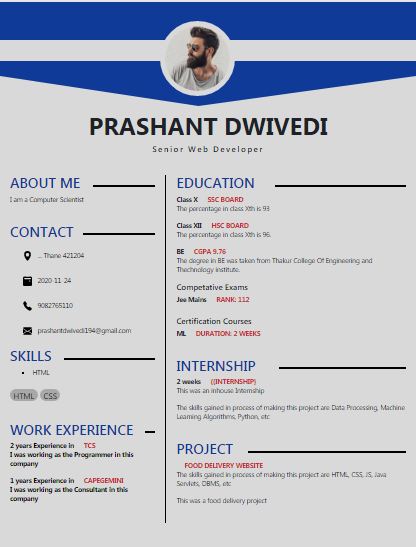 PRASHANT DWIVEDI
Senior Web Developer
ABOUT ME
I am a Computer Scientist
CONTACT
... Thane 421204
2020-11-24
9082765110
prashantdwivedi194@gmail.com
SKILLS
HTML
HTML CSS
WORK EXPERIENCE
2 years Experience in TCS
I was working as the Programmer in this
company
1 years Experience in CAPEGEMINI
I was working as the Consultant in this
company
EDUCATION
Class X SSC BOARD
The percentage in class Xth is 93
Class XII HSC BOARD
The percentage in class Xth is 96.
BE CGPA 9.76
The degree in BE was taken from Thakur College Of Engineering and
Thechnology institute.
Competative Exams
Jee Mains RANK: 112
Certification Courses
ML DURATION: 2 WEEKS
INTERNSHIP
2 weeks ((INTERNSHIP)
This was an inhouse Internship
The skills gained in process of making this project are Data Processing, Machine
Learning Algorithms, Python, etc
PROJECT
FOOD DELIVERY WEBSITE
The skills gained in process of making this project are HTML, CSS, JS, Java
Servlets, DBMS, etc
This was a food delivery project